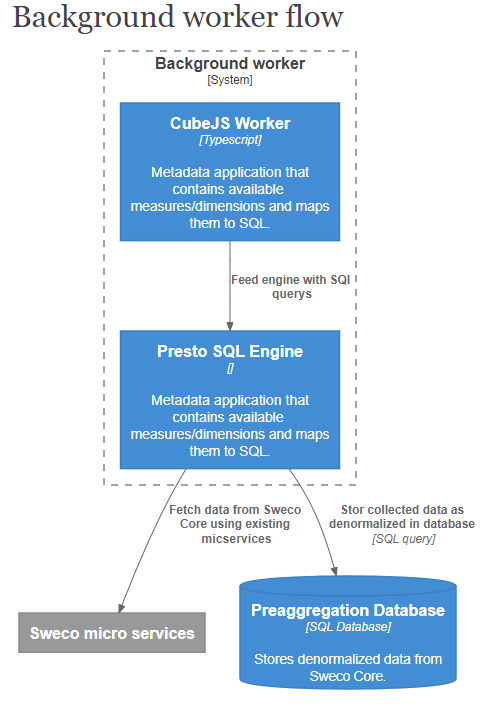 Background worker flow
Background worker
[System]
CubeJS Worker
[Typescript]
Metadata application that
contains available
measures/dimensions and maps
them to SQL.
Feed engine with SQl
querys
Presto SQL Engine
[]
Metadata application that
contains available
measures/dimensions and maps
them to SQL.
Fetch data from Sweco
Core using existing
micservices
Stor collected data as
denormalized in database
[SQL query]
Sweco micro services
Preaggregation Database
[SQL Database]
Stores denormalized data from
Sweco Core.